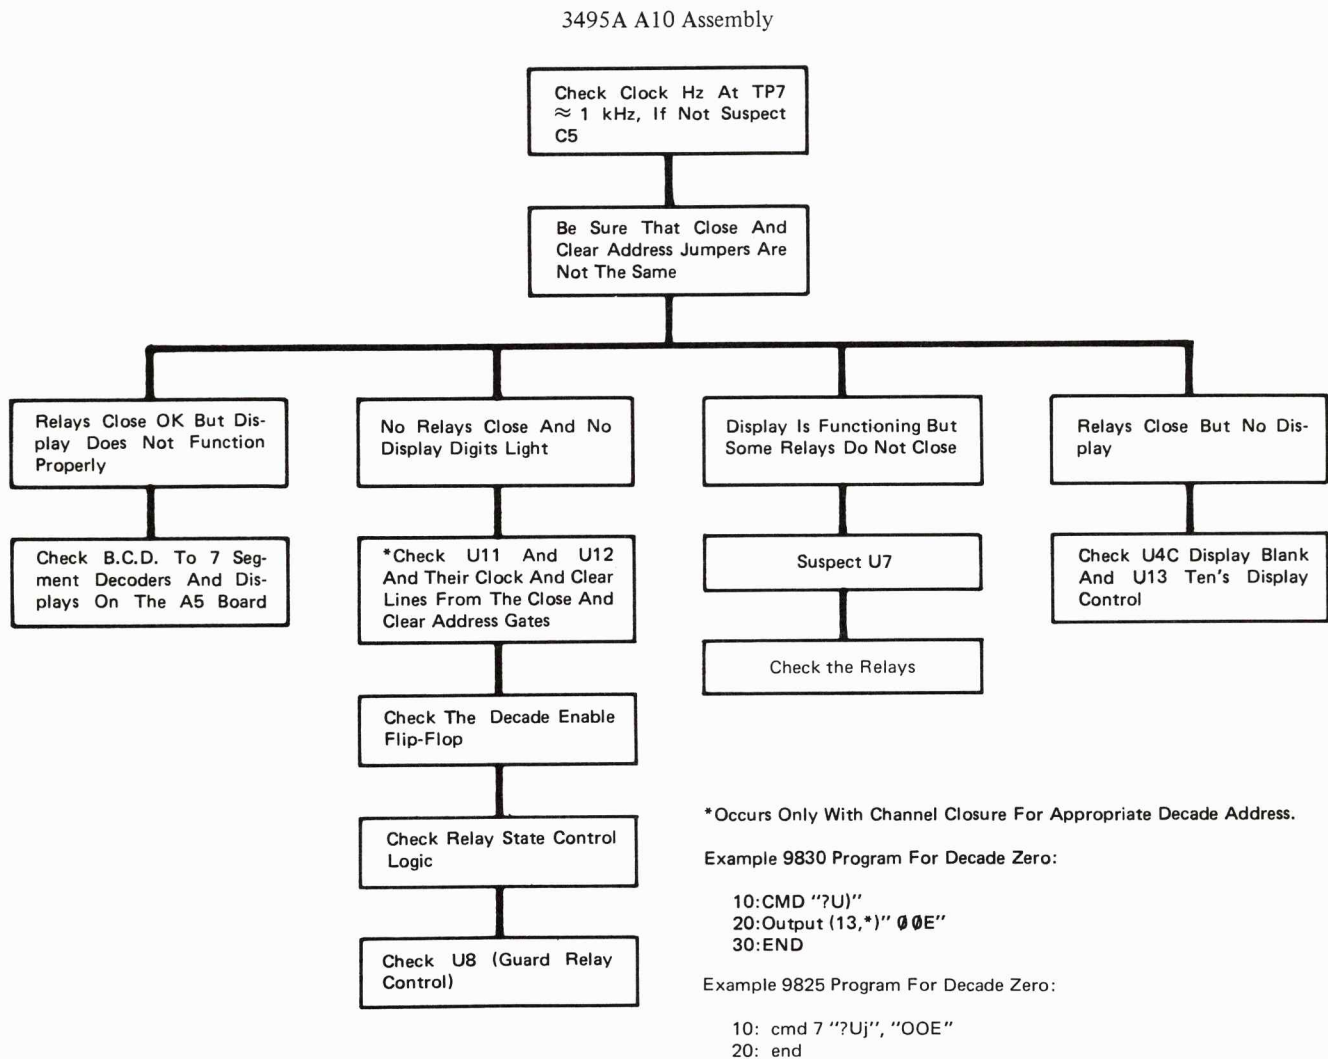 3495A A10 Assembly
Check Clock Hz At TP7
≈ 1 kHz, If Not Suspect
C5
Be Sure That Close And
Clear Address Jumpers Are
Not The Same
Relays Close OK But Dis-
play Does Not Function
Properly
Check B.C.D. To 7 Seg-
ment Decoders And Dis-
plays On The A5 Board
No Relays Close And No
Display Digits Light
*Check U11 And U12
And Their Clock And Clear
Lines From The Close And
Clear Address Gates
Check The Decade Enable
Flip-Flop
Check Relay State Control
Logic
Check U8 (Guard Relay
Control)
Display Is Functioning But
Some Relays Do Not Close
Suspect U7
Check the Relays
Relays Close But No Dis-
play
Check U4C Display Blank
And U13 Ten's Display
Control
*Occurs Only With Channel Closure For Appropriate Decade Address.
Example 9830 Program For Decade Zero:
10:CMD "?U)"
20:Output (13,*)" 0̸0̸E"
30:END
Example 9825 Program For Decade Zero:
10: cmd 7 "?Uj", "OOE"
20: end